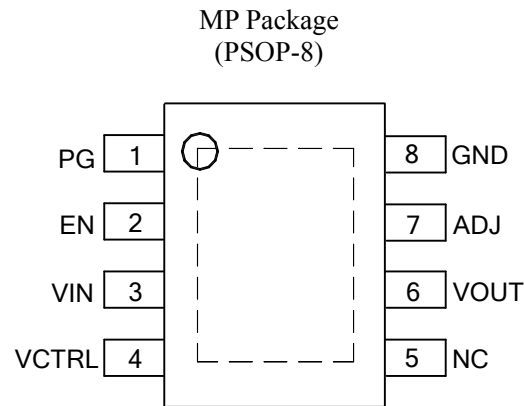 MP Package
(PSOP-8)
PG 1 8 GND
EN 2 7 ADJ
VIN 3 6 VOUT
VCTRL 4 5 NC